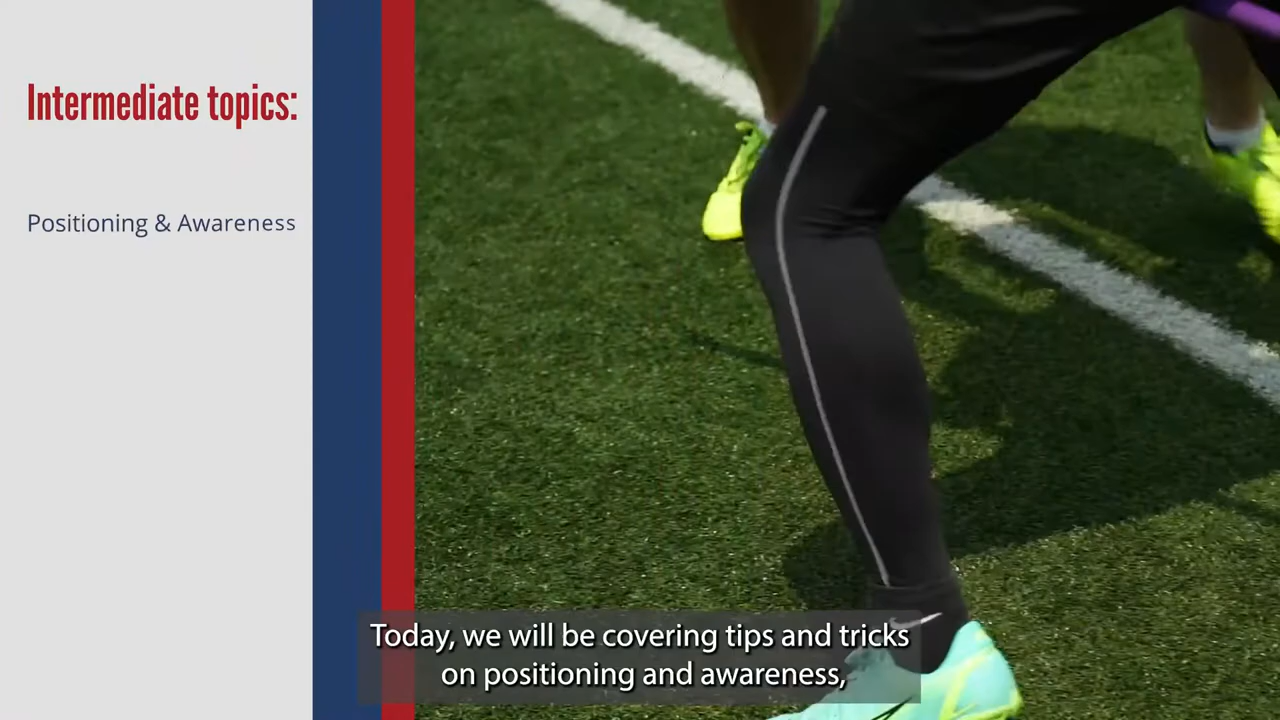 Intermediate topics:
Positioning & Awareness
Today, we will be covering tips and tricks
on positioning and awareness,